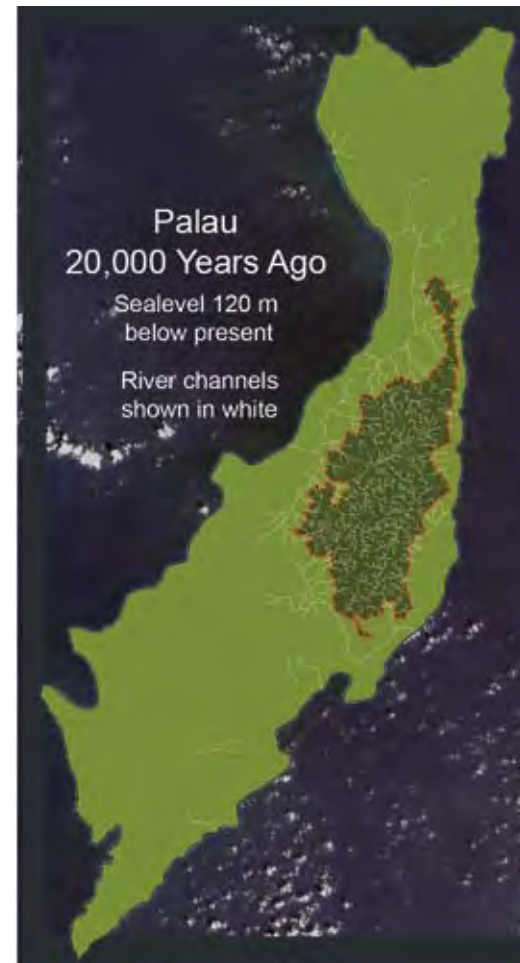 Palau
20,000 Years Ago
Sealevel 120 m
below present
River channels
shown in white